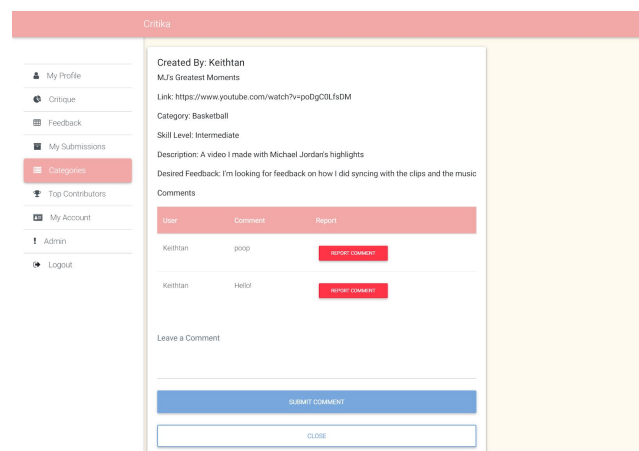 Critika
My Profile
Critique
Feedback
My Submissions
Categories
Top Contributors
My Account
Admin
Logout
Created By: Keithtan
MJ's Greatest Moments
Link: https://www.youtube.com/watch?v=poDgC0LfsDM
Category: Basketball
Skill Level: Intermediate
Description: A video I made with Michael Jordan's highlights
Desired Feedback: I'm looking for feedback on how I did syncing with the clips and the music
Comments
User Comment Report
Keithtan poop REPORT COMMENT
Keithtan Hello! REPORT COMMENT
Leave a Comment
SUBMIT COMMENT
CLOSE